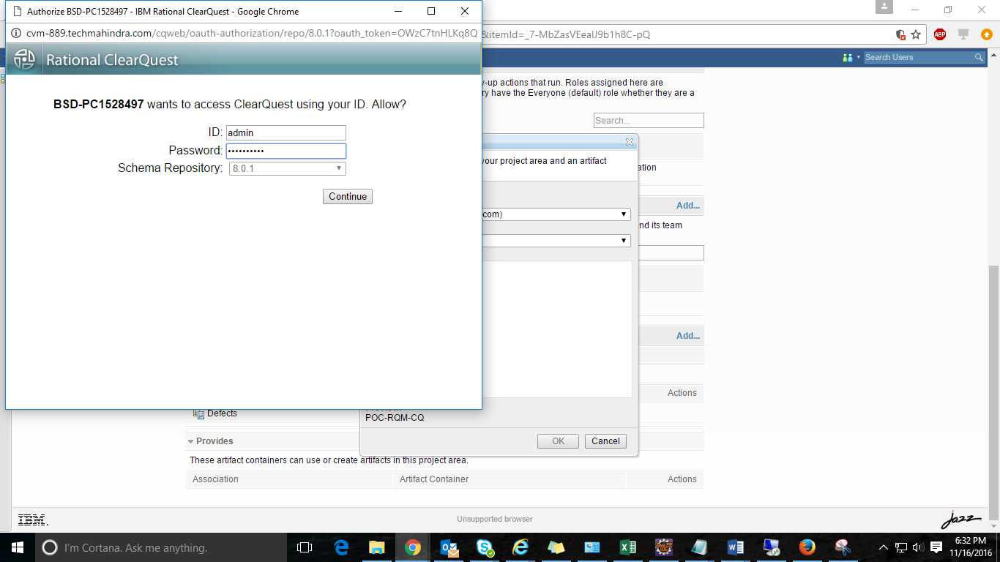 Authorize BSD-PC1528497 - IBM Rational ClearQuest - Google Chrome
cvm-889.techmahindra.com/cqweb/oauth-authorization/repo/8.0.1?oauth_token=OWzC7tnHLKq8Q
&itemId=_7-MbZasVEeaIJ9b1h8C-pQ
ABP
Rational ClearQuest
Search Users
BSD-PC1528497 wants to access ClearQuest using your ID. Allow?
ID: admin
Password: ••••••••••
Schema Repository: 8.0.1
Continue
-up actions that run. Roles assigned here are
ry have the Everyone (default) role whether they are a
Search...
your project area and an artifact
ation
Add...
com)
nd its team
Add...
Actions
Defects
POC-RQM-CQ
OK
Cancel
Provides
These artifact containers can use or create artifacts in this project area.
Association
Artifact Container
Actions
IBM.
Unsupported browser
jazz
I'm Cortana. Ask me anything.
6:32 PM
11/16/2016